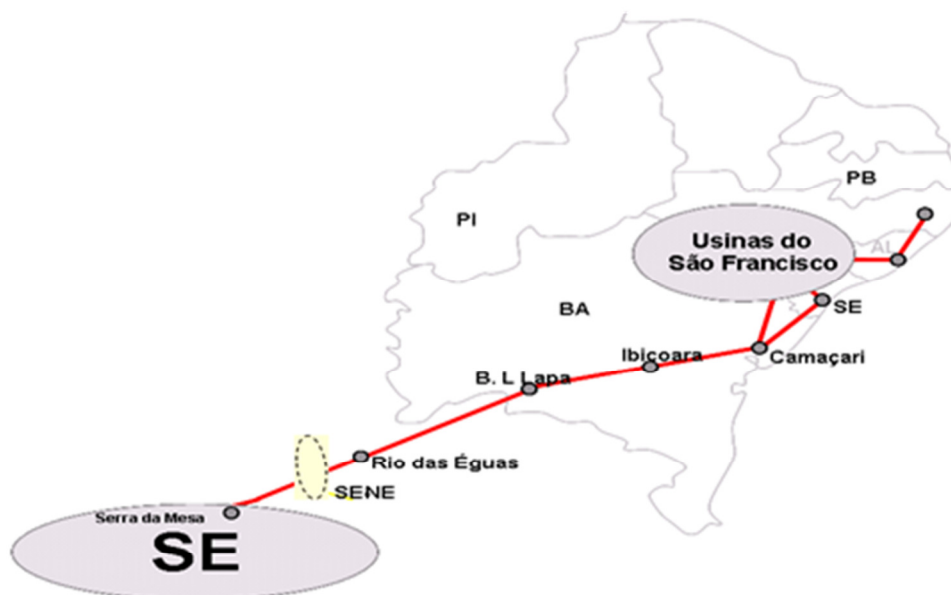 PB
PI
Usinas do
São Francisco
AL
BA
SE
Ibicoara
Camaçari
B. L Lapa
Rio das Éguas
SENE
Serra da Mesa
SE